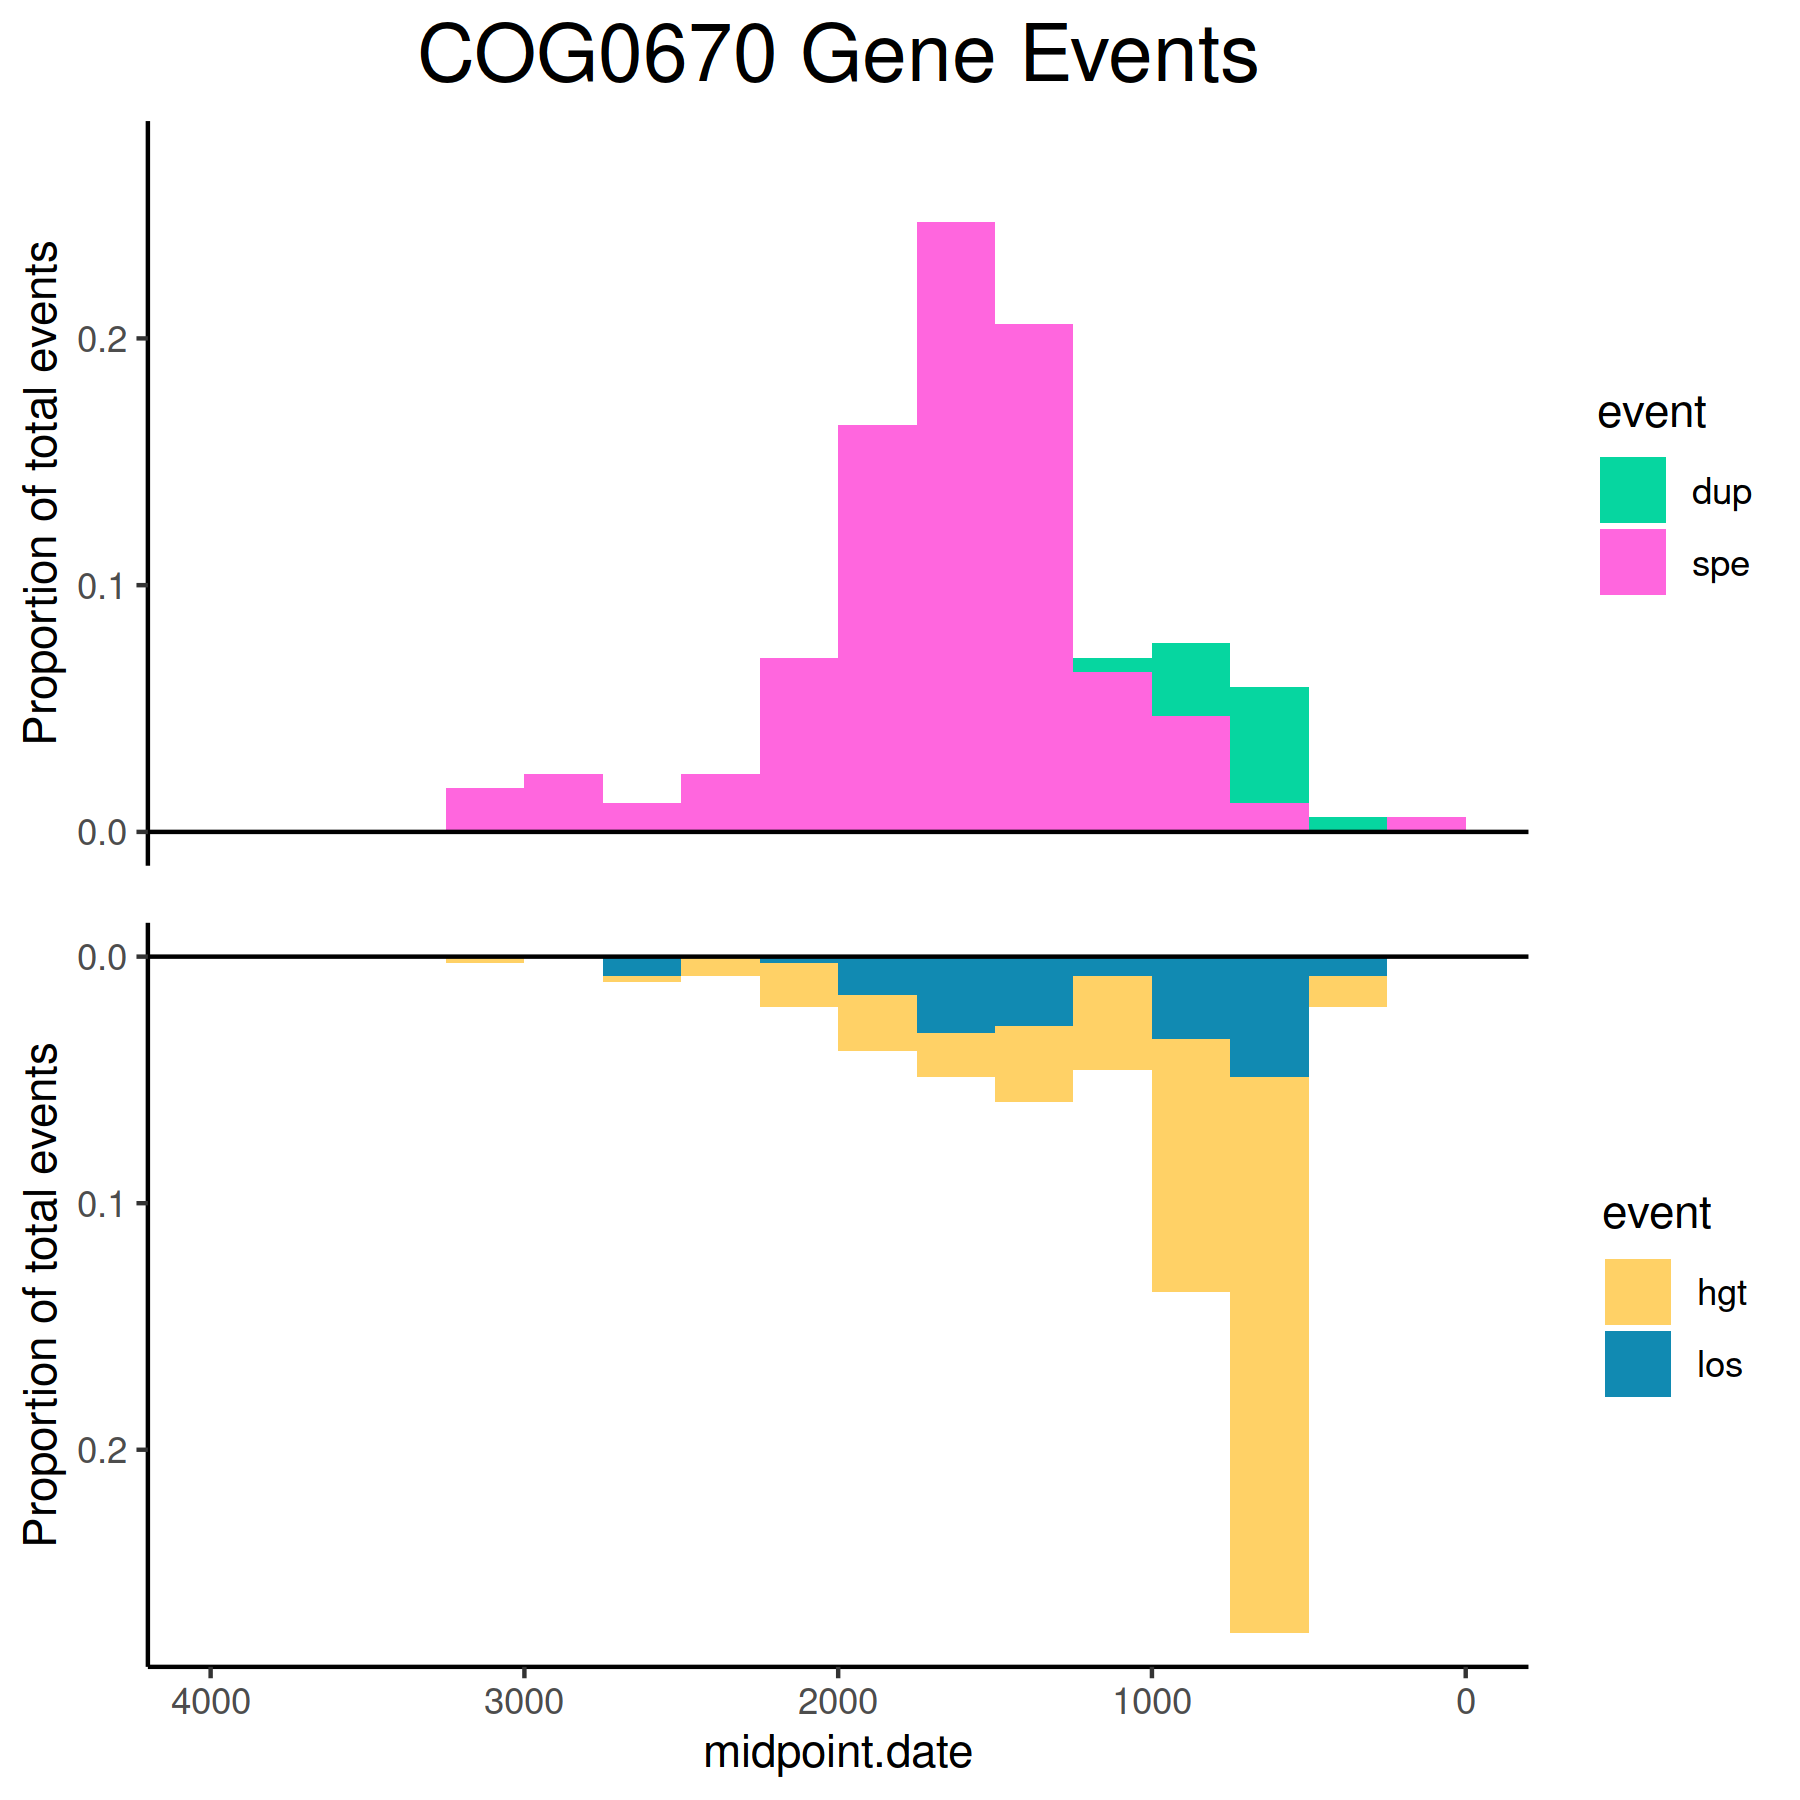 COG0670 Gene Events
Proportion of total events
0.2
0.1
0.0
event
dup
spe
Proportion of total events
0.0
0.1
0.2
event
hgt
los
4000 3000 2000 1000 0
midpoint.date